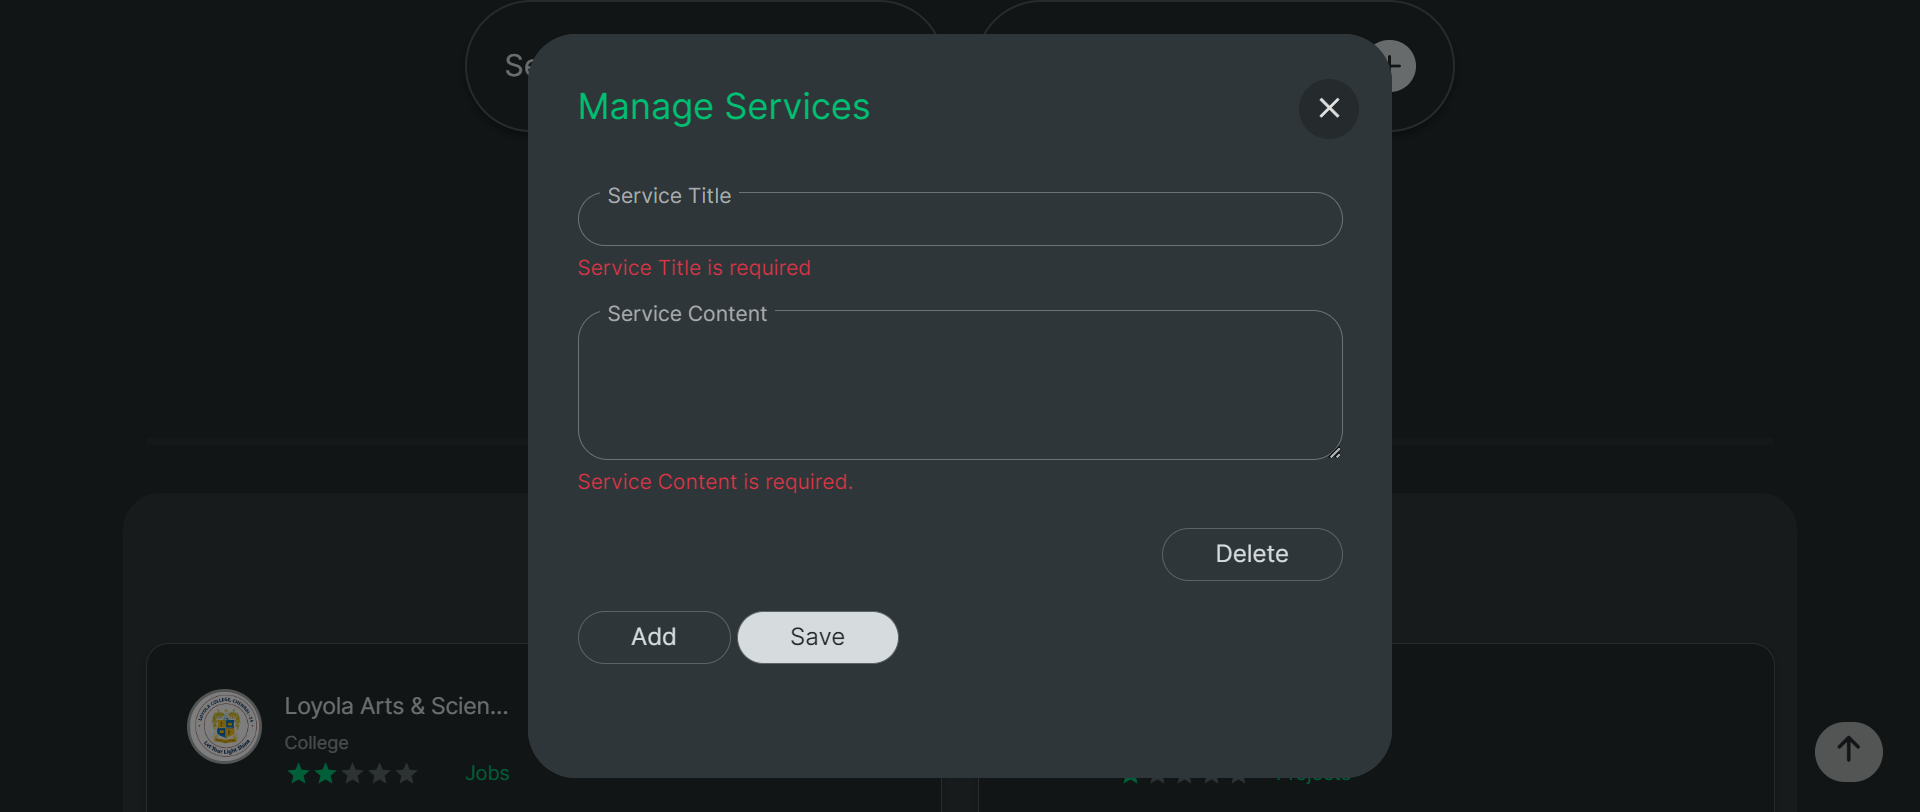 Se
Manage Services
Service Title
Service Title is required
Service Content
Service Content is required.
Delete
Add Save
Loyola Arts & Scien...
College
Jobs
Projects